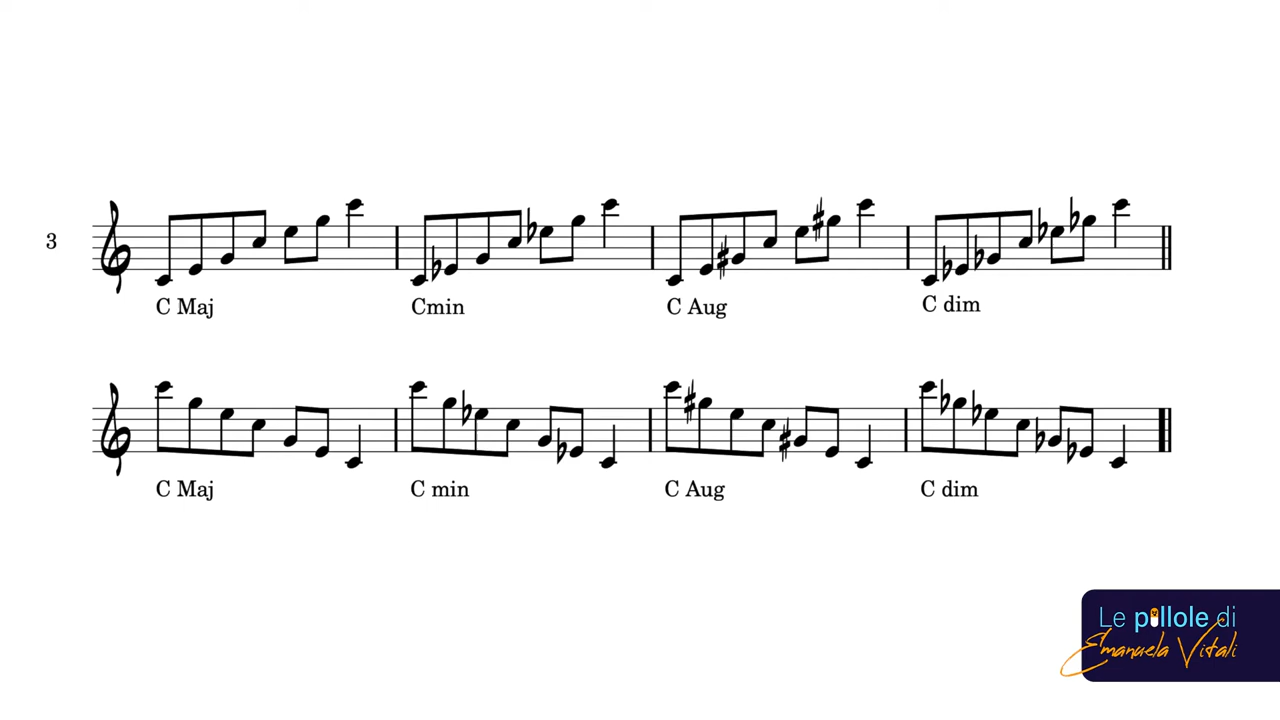 3
C Maj Cmin C Aug C dim
C Maj C min C Aug C dim
Le pillole di
Emanuela Vitali